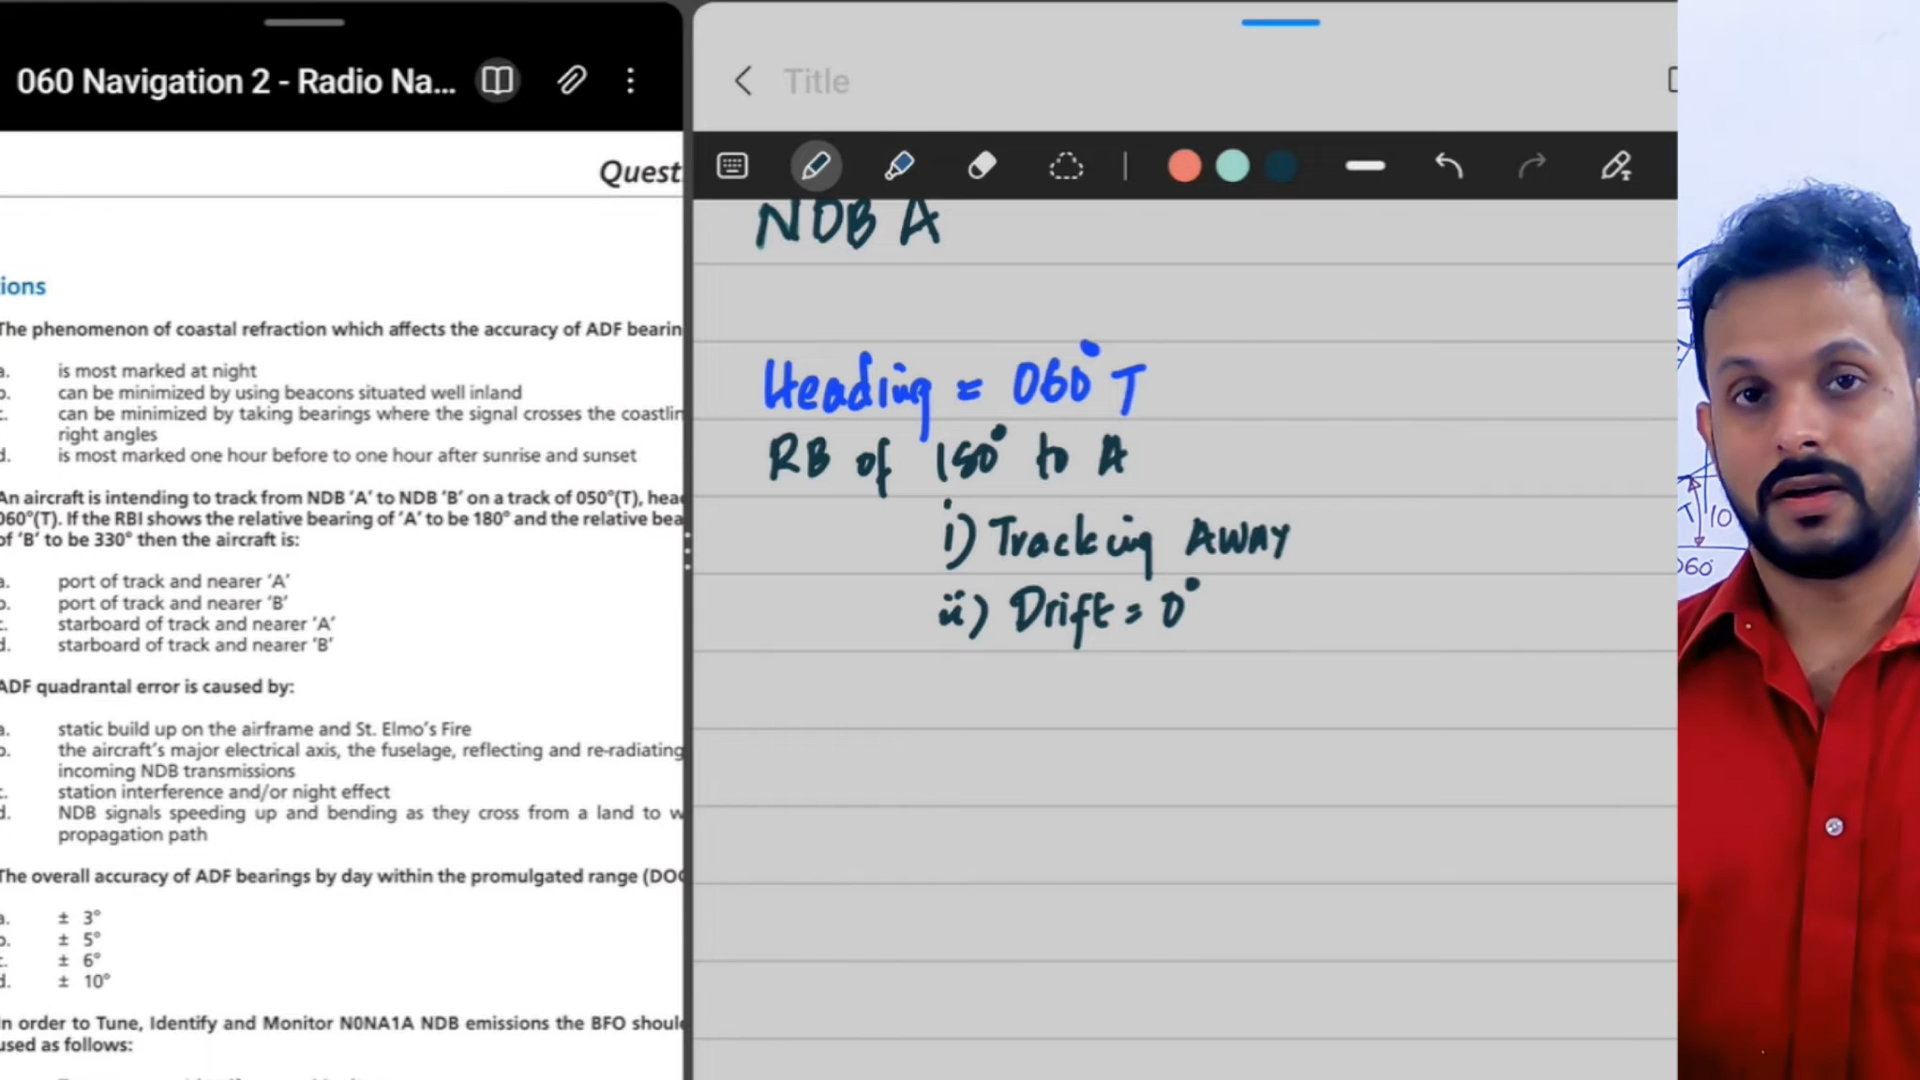 060 Navigation 2 - Radio Na...
Quest
ions
The phenomenon of coastal refraction which affects the accuracy of ADF bearin
a. is most marked at night
b. can be minimized by using beacons situated well inland
c. can be minimized by taking bearings where the signal crosses the coastlin
right angles
d. is most marked one hour before to one hour after sunrise and sunset
An aircraft is intending to track from NDB ‘A’ to NDB ‘B’ on a track of 050°(T), head
060°(T). If the RBI shows the relative bearing of ‘A’ to be 180° and the relative bea
of ‘B’ to be 330° then the aircraft is:
a. port of track and nearer ‘A’
b. port of track and nearer ‘B’
c. starboard of track and nearer ‘A’
d. starboard of track and nearer ‘B’
ADF quadrantal error is caused by:
a. static build up on the airframe and St. Elmo’s Fire
b. the aircraft’s major electrical axis, the fuselage, reflecting and re-radiating
incoming NDB transmissions
c. station interference and/or night effect
d. NDB signals speeding up and bending as they cross from a land to w
propagation path
The overall accuracy of ADF bearings by day within the promulgated range (DOC
a. ± 3°
b. ± 5°
c. ± 6°
d. ± 10°
In order to Tune, Identify and Monitor N0NA1A NDB emissions the BFO shoul
used as follows:
Title
NDB A
Heading = 060° T
RB of 180° to A
i) Tracking AWAY
ii) Drift = 0°
10
060